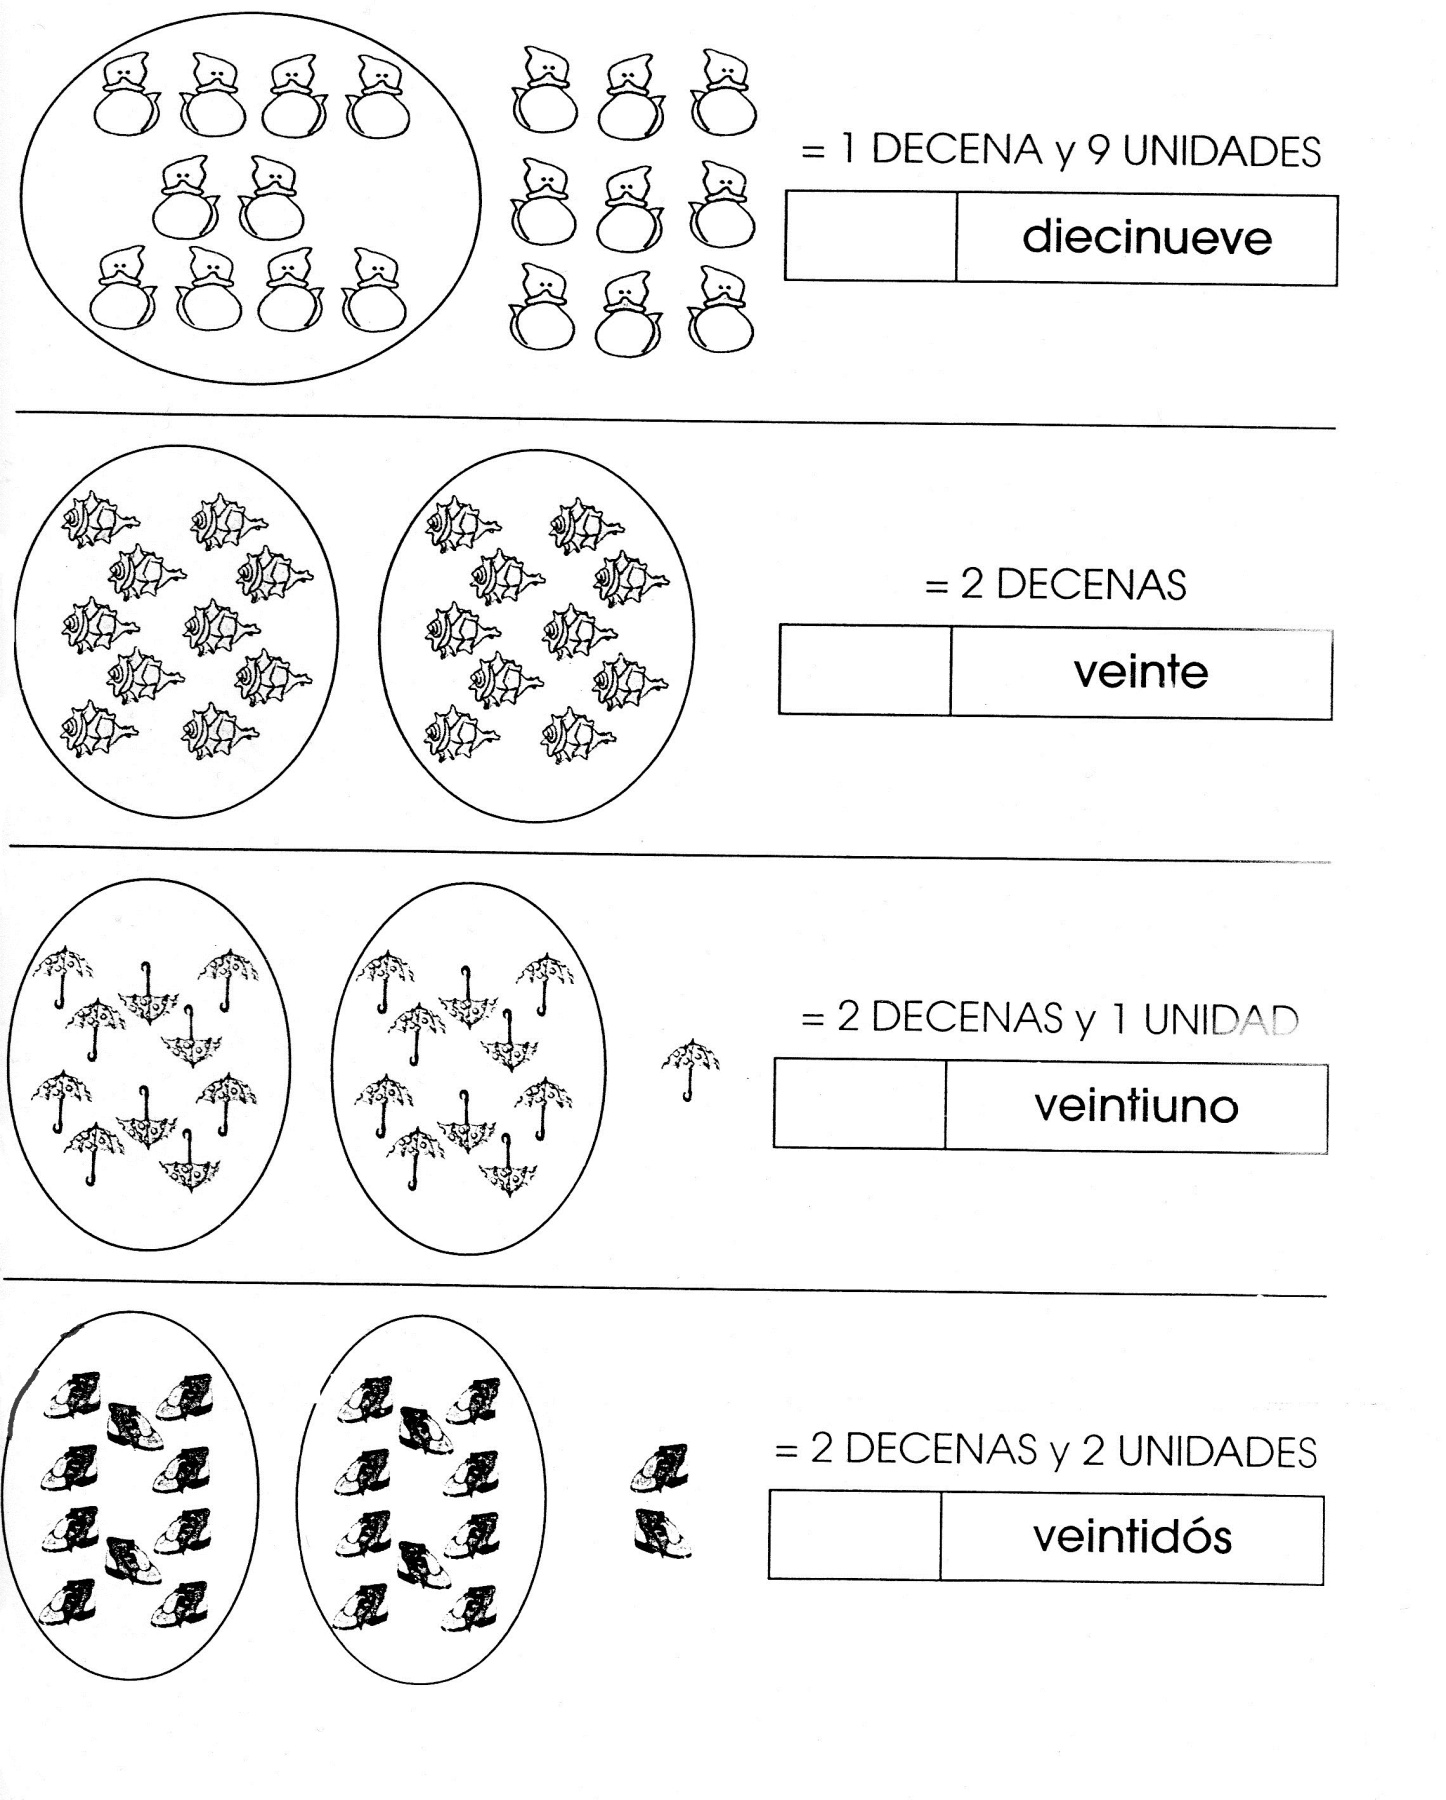 = 1 DECENA y 9 UNIDADES
diecinueve
= 2 DECENAS
veinte
= 2 DECENAS y 1 UNIDAD
veintiuno
= 2 DECENAS y 2 UNIDADES
veintidós